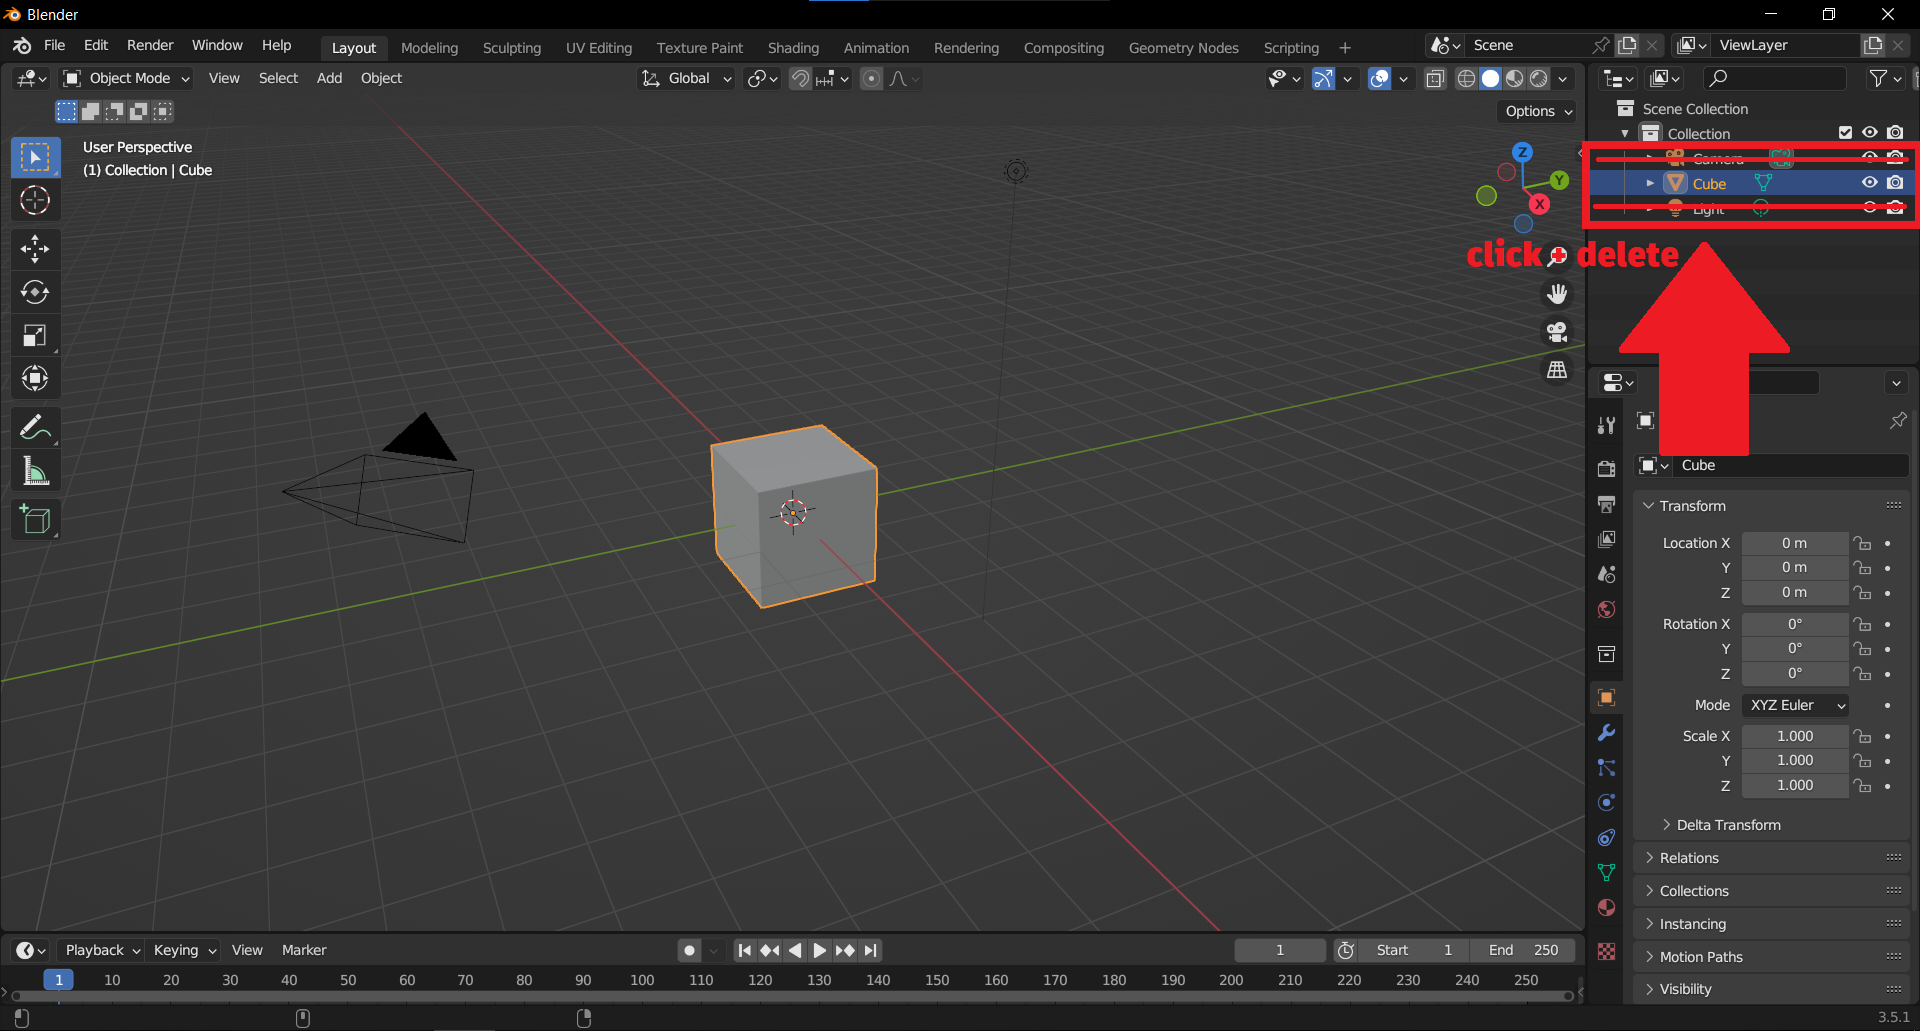 Blender
File Edit Render Window Help Layout Modeling Sculpting UV Editing Texture Paint Shading Animation Rendering Compositing Geometry Nodes Scripting + Scene ViewLayer
Object Mode View Select Add Object Global
Options
User Perspective
(1) Collection | Cube
Z
Y
X
Scene Collection
Collection
Camera
Cube
Light
click + delete
Cube
Transform
Location X 0 m
Y 0 m
Z 0 m
Rotation X 0°
Y 0°
Z 0°
Mode XYZ Euler
Scale X 1.000
Y 1.000
Z 1.000
Delta Transform
Relations
Collections
Instancing
Motion Paths
Visibility
Playback Keying View Marker 1 Start 1 End 250
1 10 20 30 40 50 60 70 80 90 100 110 120 130 140 150 160 170 180 190 200 210 220 230 240 250
3.5.1